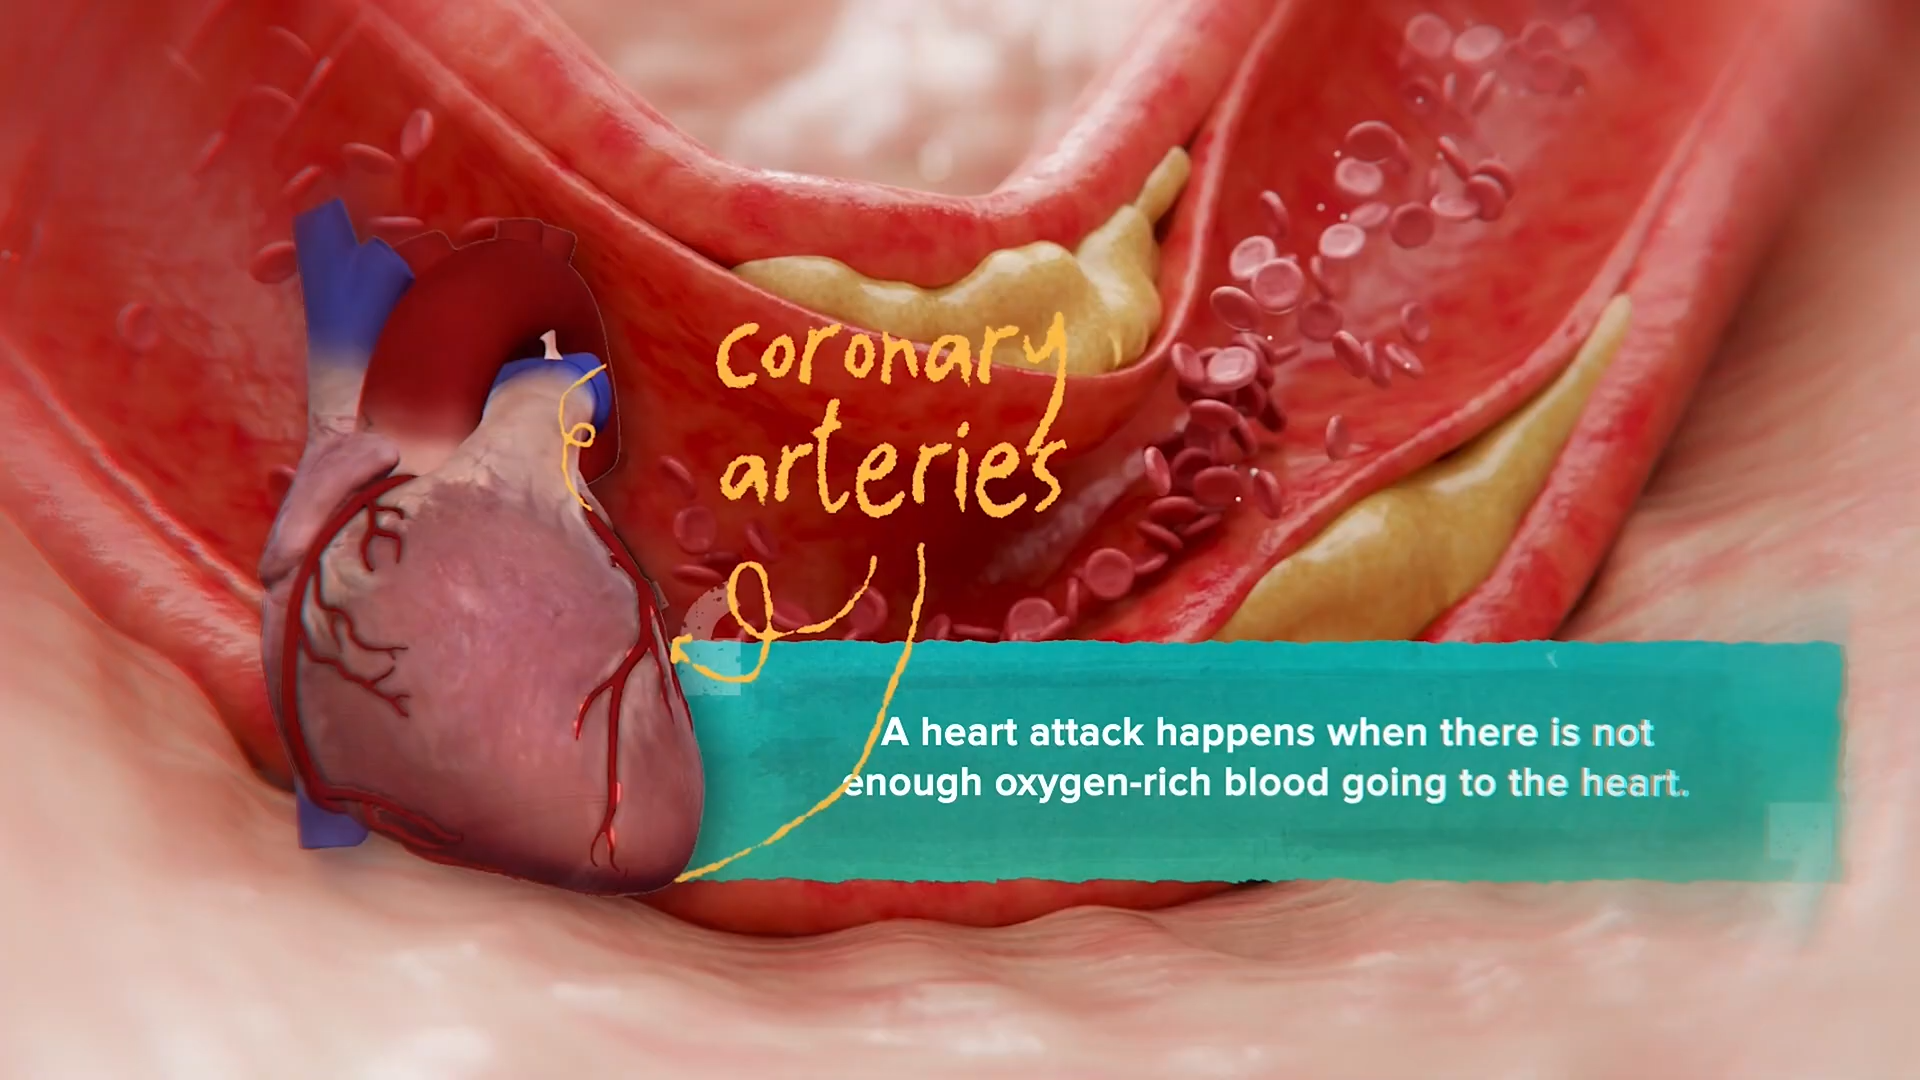 coronary
arteries
A heart attack happens when there is not
enough oxygen-rich blood going to the heart.